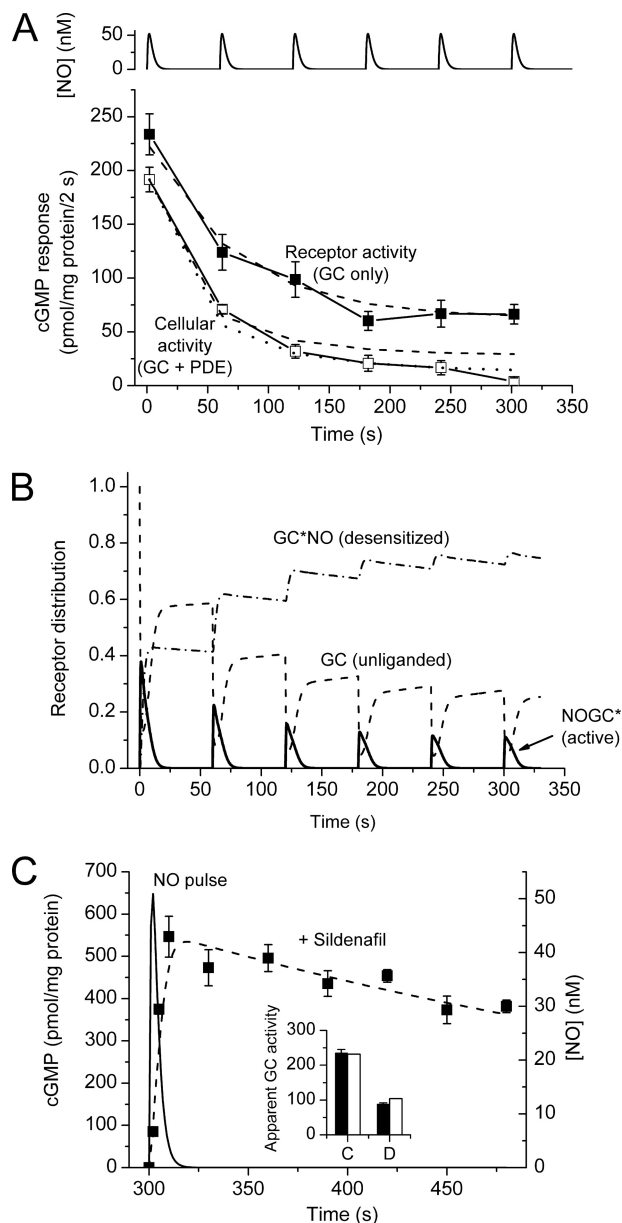 A
[NO] (nM)
50
0
cGMP response
(pmol/mg protein/2 s)
250
200
150
100
50
0
Receptor activity
(GC only)
Cellular
activity
(GC + PDE)
0 50 100 150 200 250 300 350
Time (s)
B
Receptor distribution
1.0
0.8
0.6
0.4
0.2
0.0
GC*NO (desensitized)
GC (unliganded)
NOGC*
(active)
0 50 100 150 200 250 300 350
Time (s)
C
cGMP (pmol/mg protein)
700
600
500
400
300
200
100
0
NO pulse
+ Sildenafil
Apparent GC activity
300
200
100
0
C D
50
40
30
20
10
0
[NO] (nM)
300 350 400 450
Time (s)